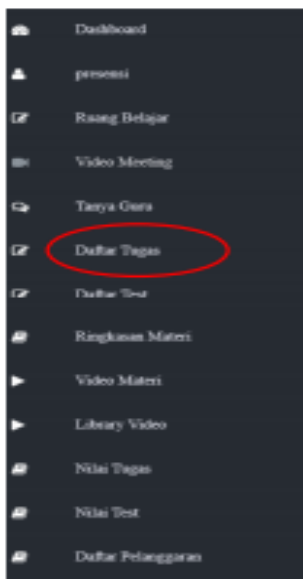 Dashboard
presensi
Ruang Belajar
Video Meeting
Tanya Guru
Daftar Tugas
Daftar Test
Ringkasan Materi
Video Materi
Library Video
Nilai Tugas
Nilai Test
Daftar Pelanggaran